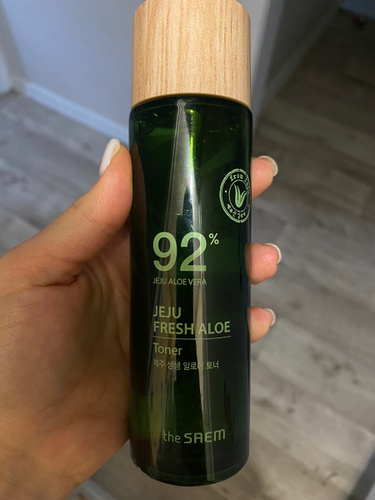 92%
JEJU ALOE VERA
JEJU
FRESH ALOE
Toner
제주 생생 알로에 토너
the SAEM
from